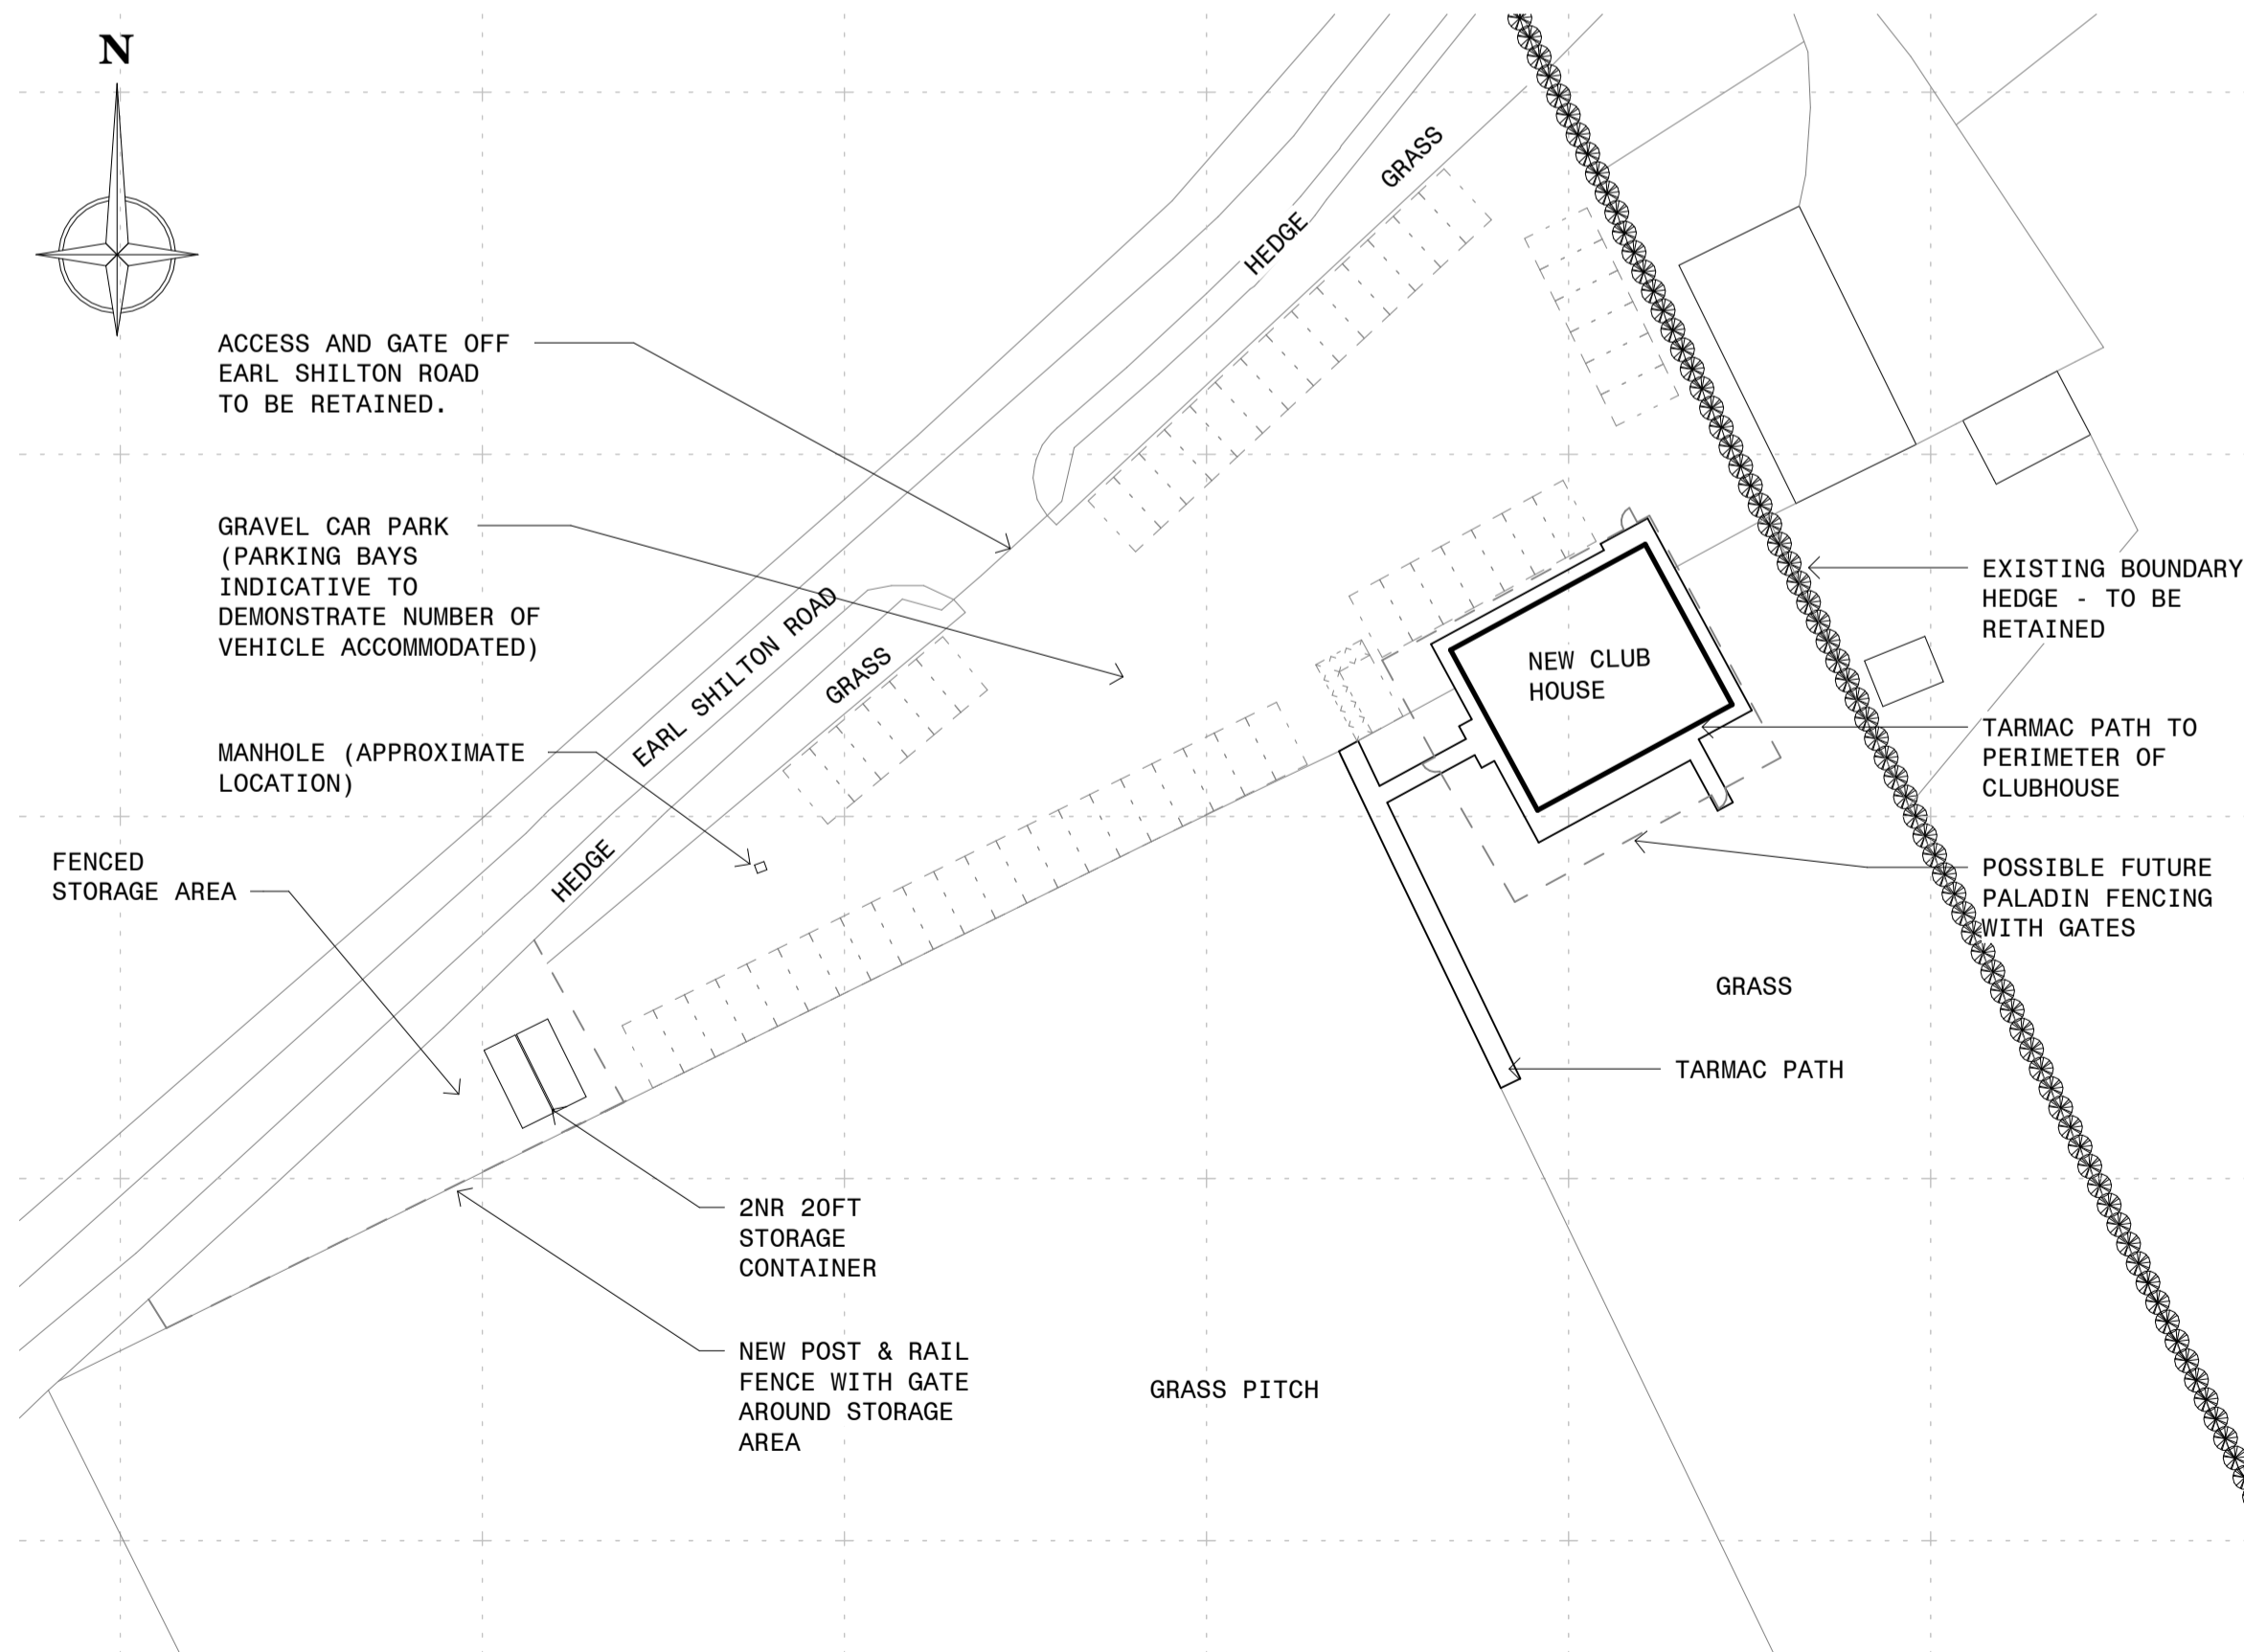 N
GRASS
HEDGE
ACCESS AND GATE OFF
EARL SHILTON ROAD
TO BE RETAINED.
GRAVEL CAR PARK
(PARKING BAYS
INDICATIVE TO
DEMONSTRATE NUMBER OF
VEHICLE ACCOMMODATED)
EXISTING BOUNDARY
HEDGE - TO BE
RETAINED
EARL SHILTON ROAD
GRASS
NEW CLUB
HOUSE
MANHOLE (APPROXIMATE
LOCATION)
TARMAC PATH TO
PERIMETER OF
CLUBHOUSE
HEDGE
FENCED
STORAGE AREA
POSSIBLE FUTURE
PALADIN FENCING
WITH GATES
GRASS
TARMAC PATH
2NR 20FT
STORAGE
CONTAINER
NEW POST & RAIL
FENCE WITH GATE
AROUND STORAGE
AREA
GRASS PITCH